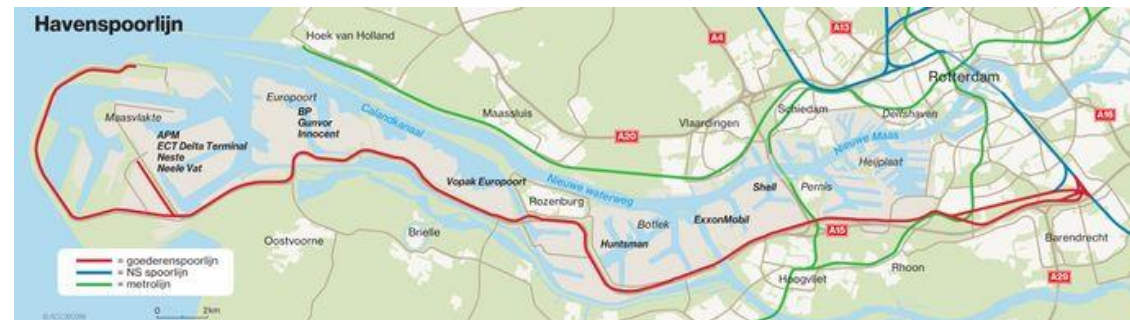 Havenspoorlijn
Hoek van Holland
A4
A13
Rotterdam
Maasvlakte
Europoort
BP
Gunvor
Innocent
Calandkanaal
Maassluis
A20
Vlaardingen
Schiedam
Delfshaven
A16
APM
ECT Delta Terminal
Neste
Neele Vat
Nieuwe Maas
Heijplaat
Vopak Europoort
Nieuwe waterweg
Rozenburg
Shell
Pernis
Botlek
ExxonMobil
Huntsman
A15
Oostvoorne
Brielle
Barendrecht
Hoogvliet
Rhoon
A29
= goederenspoorlijn
= NS spoorlijn
= metrolijn
0 2km